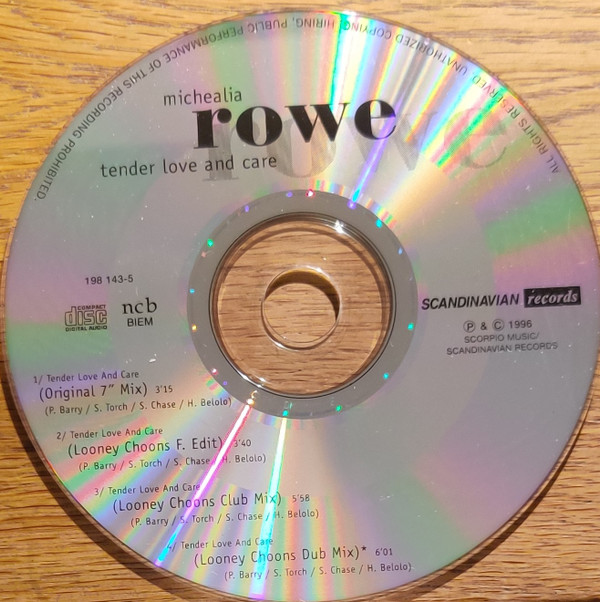 ALL RIGHTS RESERVED. UNAUTHORIZED COPYING, HIRING, PUBLIC PERFORMANCE OF THIS RECORDING PROHIBITED.
michealia
rowe
rowe
tender love and care
198 143-5
COMPACT
disc
DIGITAL AUDIO
ncb
BIEM
SCANDINAVIAN records
Ⓟ & Ⓒ 1996
SCORPIO MUSIC/
SCANDINAVIAN RECORDS
1/ Tender Love And Care
(Original 7" Mix) 3'15
(P. Barry / S. Torch / S. Chase / H. Belolo)
2/ Tender Love And Care
(Looney Choons F. Edit) 3'40
(P. Barry / S. Torch / S. Chase / H. Belolo)
3/ Tender Love And Care
(Looney Choons Club Mix) 5'58
(P. Barry / S. Torch / S. Chase / H. Belolo)
4/ Tender Love And Care
(Looney Choons Dub Mix)* 6'01
(P. Barry / S. Torch / S. Chase / H. Belolo)